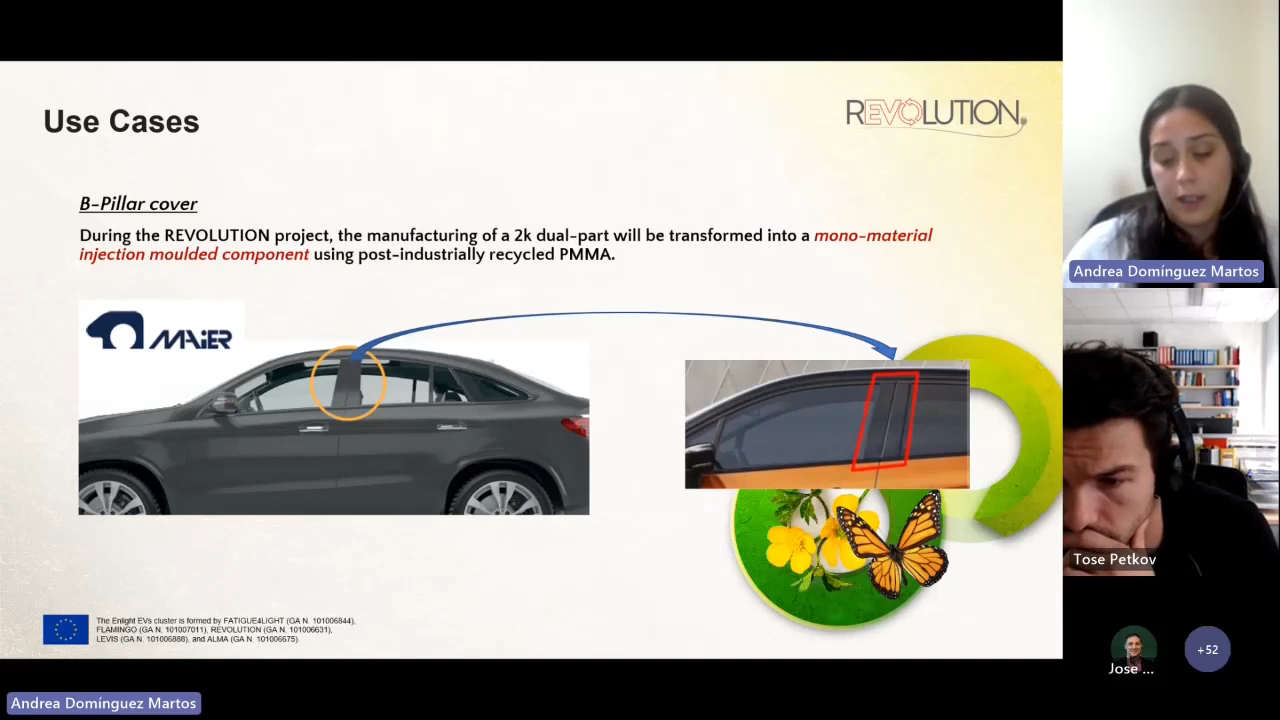 Use Cases
REVOLUTION
B-Pillar cover
During the REVOLUTION project, the manufacturing of a 2k dual-part will be transformed into a mono-material
injection moulded component using post-industrially recycled PMMA.
MAIER
The Enlight EVs cluster is formed by FATIGUE4LIGHT (GA N. 101006844),
FLAMINGO (GA N. 101007011), REVOLUTION (GA N. 101006631),
LEVIS (GA N. 101006888), and ALMA (GA N. 101006675).
Andrea Domínguez Martos
Tose Petkov
Jose ...
+52
Andrea Domínguez Martos